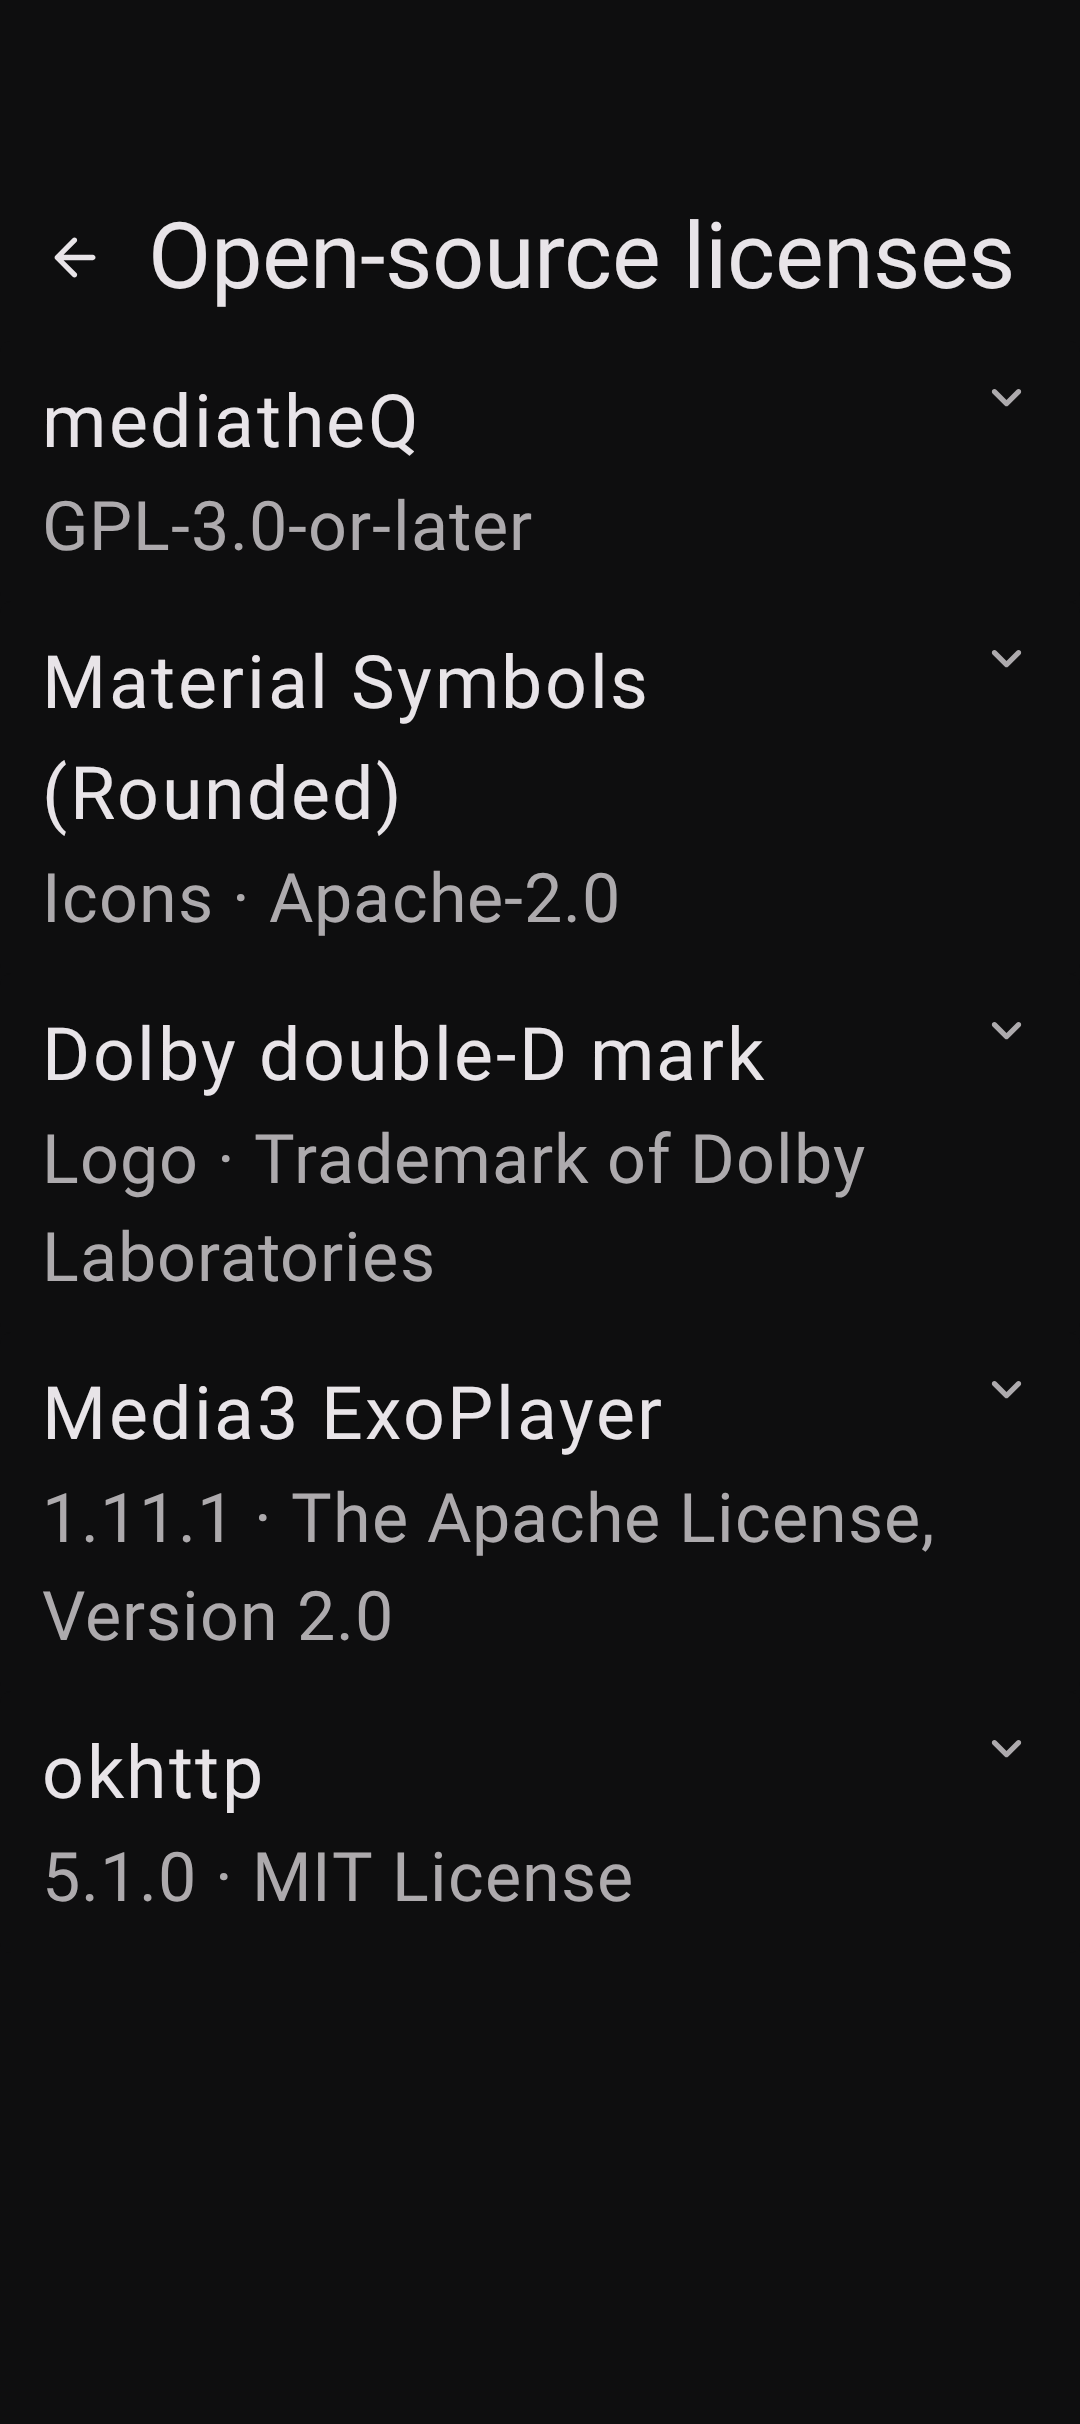 Open-source licenses
mediatheQ
GPL-3.0-or-later
Material Symbols
(Rounded)
Icons · Apache-2.0
Dolby double-D mark
Logo · Trademark of Dolby
Laboratories
Media3 ExoPlayer
1.11.1 · The Apache License,
Version 2.0
okhttp
5.1.0 · MIT License